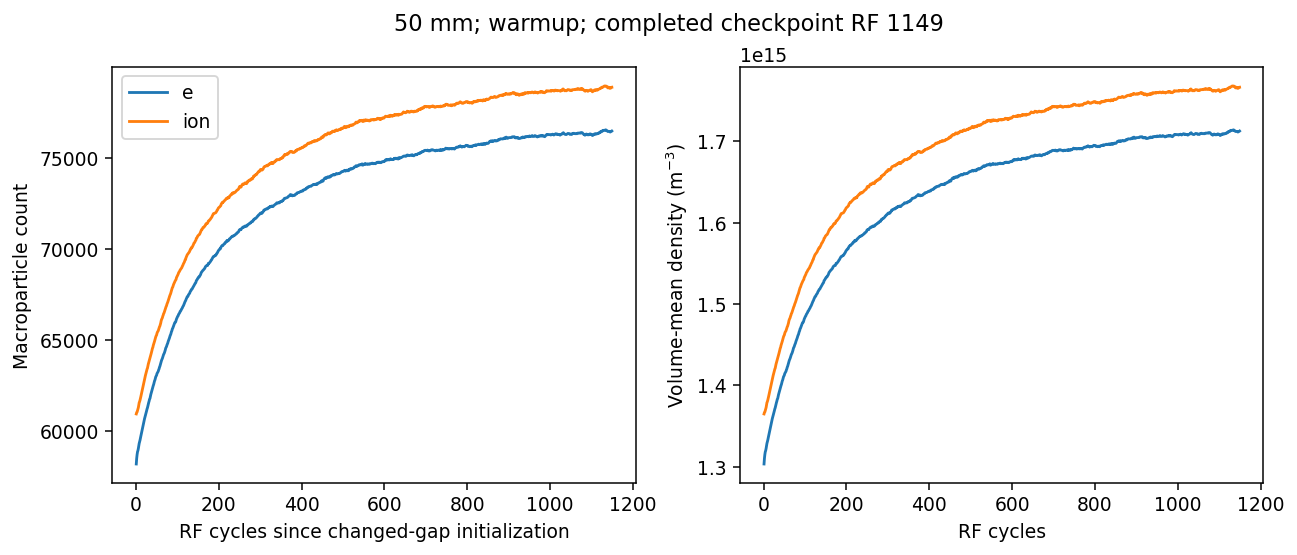 50 mm; warmup; completed checkpoint RF 1149
e
ion
Macroparticle count
75000
70000
65000
60000
0 200 400 600 800 1000 1200
RF cycles since changed-gap initialization
1e15
Volume-mean density (m⁻³)
1.7
1.6
1.5
1.4
1.3
0 200 400 600 800 1000 1200
RF cycles